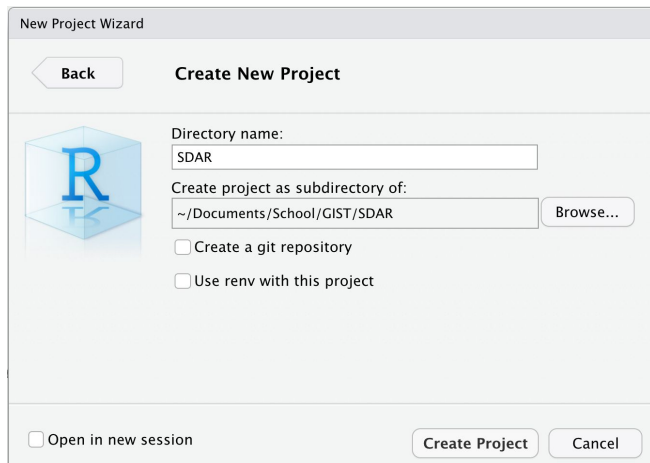 New Project Wizard
Back
Create New Project
R
Directory name:
SDAR
Create project as subdirectory of:
~/Documents/School/GIST/SDAR
Browse...
Create a git repository
Use renv with this project
Open in new session
Create Project
Cancel